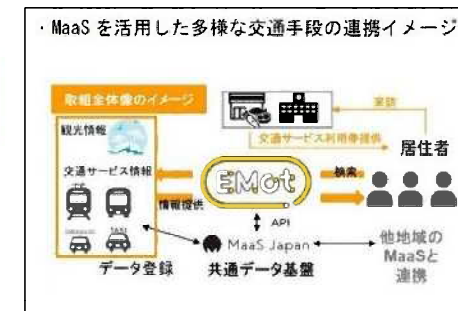 ・MaaSを活用した多様な交通手段の連携イメージ
取組全体像のイメージ
観光情報
交通サービス情報
情報提供
データ登録
EMot
API
MaaS Japan
共通データ基盤
来訪
交通サービス利用権提供
居住者
検索
他地域の
MaaSと
連携